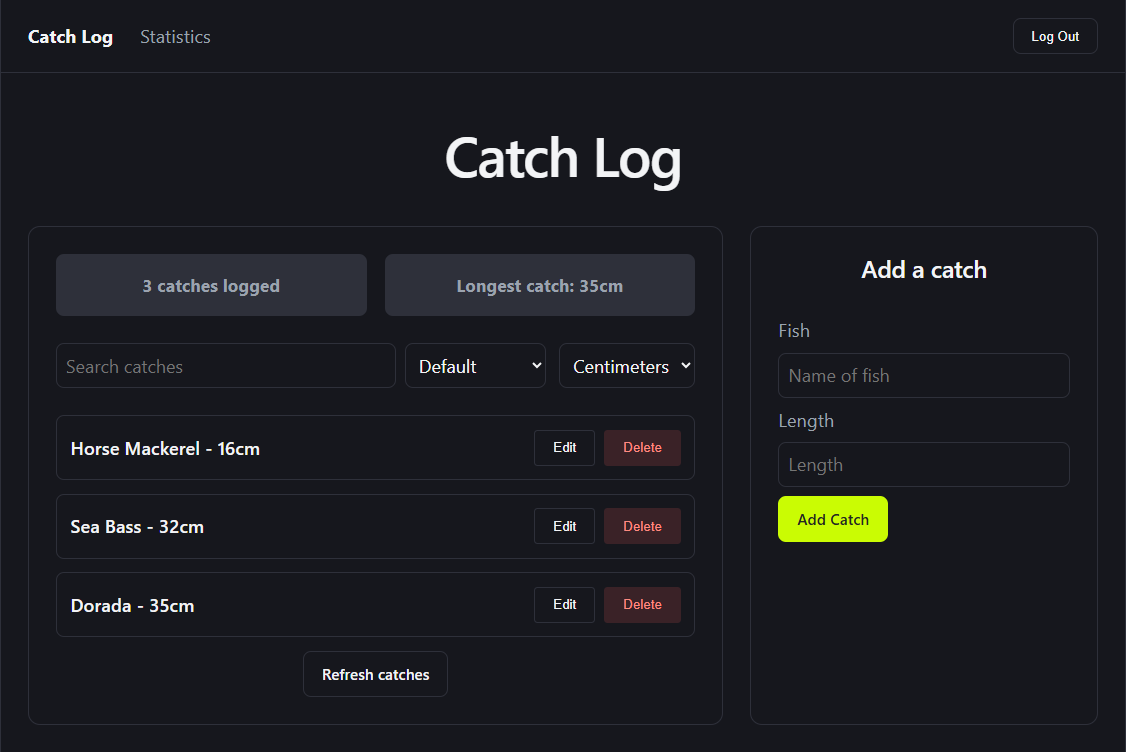 Catch Log
Statistics
Log Out
Catch Log
3 catches logged
Longest catch: 35cm
Search catches
Default
Centimeters
Horse Mackerel - 16cm
Edit
Delete
Sea Bass - 32cm
Edit
Delete
Dorada - 35cm
Edit
Delete
Refresh catches
Add a catch
Fish
Name of fish
Length
Length
Add Catch